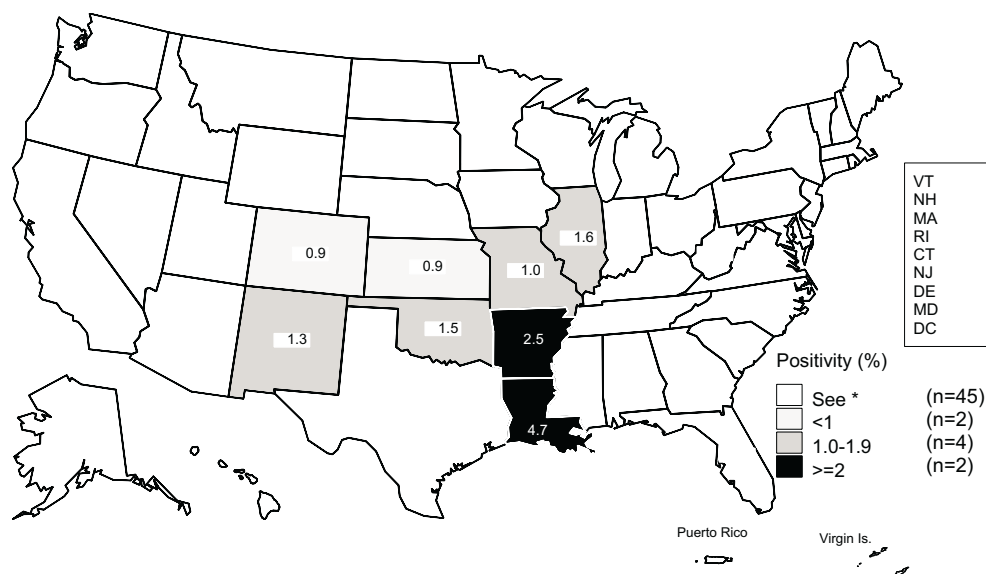 VT
NH
MA
RI
CT
NJ
DE
MD
DC
1.6
0.9
0.9
1.0
1.3
1.5
2.5
4.7
Positivity (%)
See * (n=45)
<1 (n=2)
1.0-1.9 (n=4)
>=2 (n=2)
Puerto Rico
Virgin Is.